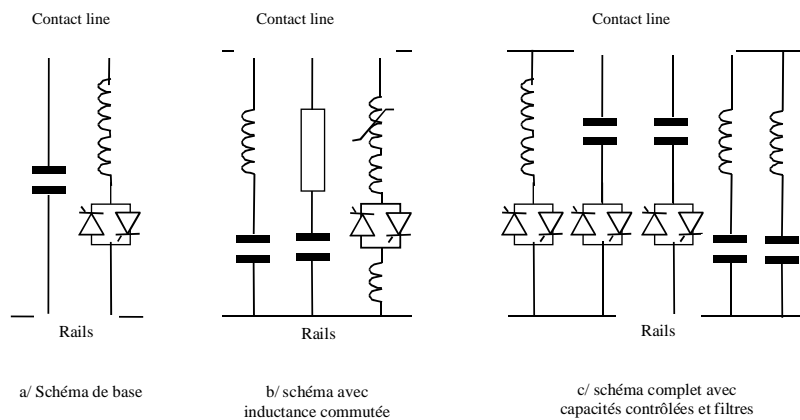 Contact line
Contact line
Contact line
Rails
Rails
Rails
a/ Schéma de base
b/ schéma avec
inductance commutée
c/ schéma complet avec
capacités contrôlées et filtres